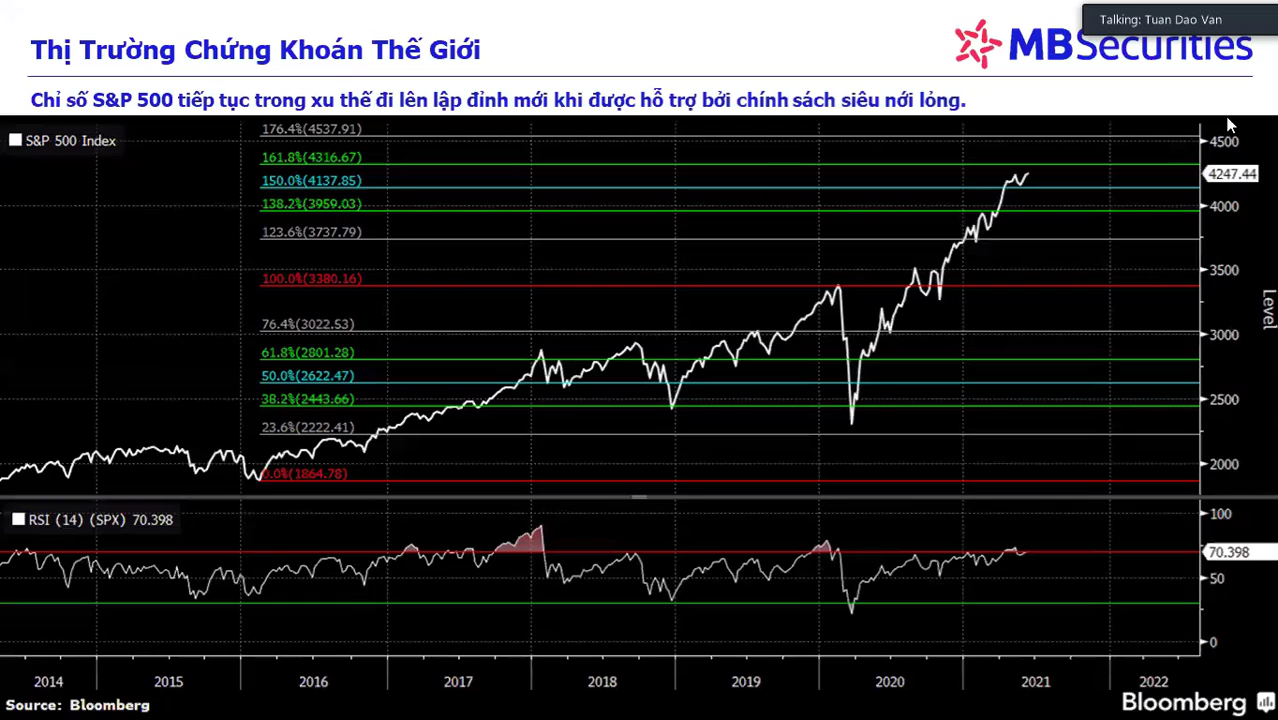 Talking: Tuan Dao Van
Thị Trường Chứng Khoán Thế Giới
MBSecurities
Chỉ số S&P 500 tiếp tục trong xu thế đi lên lập đỉnh mới khi được hỗ trợ bởi chính sách siêu nới lỏng.
S&P 500 Index
176.4%(4537.91)
161.8%(4316.67)
150.0%(4137.85)
138.2%(3959.03)
123.6%(3737.79)
100.0%(3380.16)
76.4%(3022.53)
61.8%(2801.28)
50.0%(2622.47)
38.2%(2443.66)
23.6%(2222.41)
0.0%(1864.78)
4500
4247.44
4000
3500
3000
2500
2000
Level
RSI (14) (SPX) 70.398
100
70.398
50
0
2014 2015 2016 2017 2018 2019 2020 2021 2022
Source: Bloomberg
Bloomberg